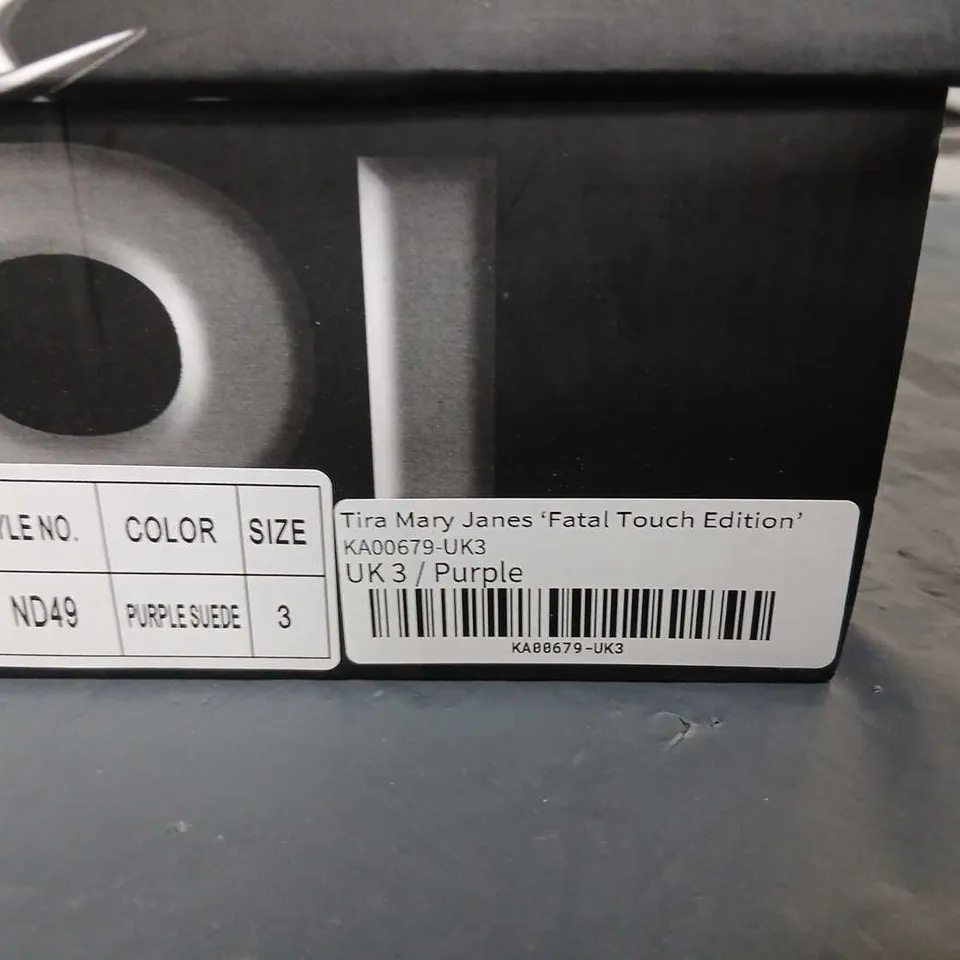 OI
YLE NO. COLOR SIZE
ND49 PURPLE SUEDE 3
Tira Mary Janes ‘Fatal Touch Edition’
KA00679-UK3
UK 3 / Purple
KA00679-UK3